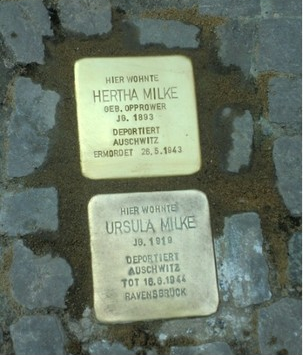 HIER WOHNTE
HERTHA MILKE
GEB. OPPROWER
JG. 1893
DEPORTIERT
AUSCHWITZ
ERMORDET 26.5.1943
HIER WOHNTE
URSULA MILKE
JG. 1919
DEPORTIERT
AUSCHWITZ
TOT 16.6.1944
RAVENSBRÜCK